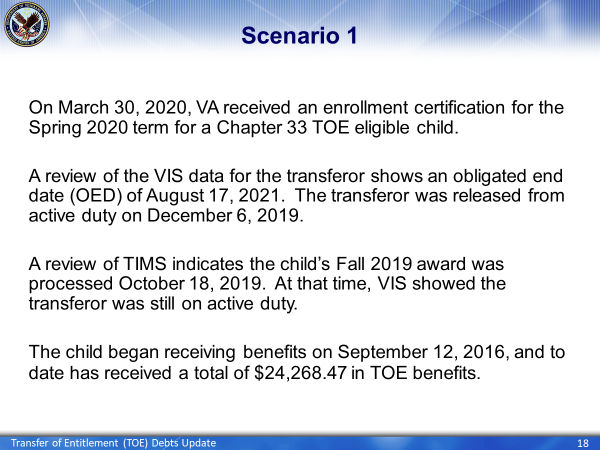 Scenario 1
On March 30, 2020, VA received an enrollment certification for the
Spring 2020 term for a Chapter 33 TOE eligible child.
A review of the VIS data for the transferor shows an obligated end
date (OED) of August 17, 2021.  The transferor was released from
active duty on December 6, 2019.
A review of TIMS indicates the child’s Fall 2019 award was
processed October 18, 2019.  At that time, VIS showed the
transferor was still on active duty.
The child began receiving benefits on September 12, 2016, and to
date has received a total of $24,268.47 in TOE benefits.
Transfer of Entitlement (TOE) Debts Update
18